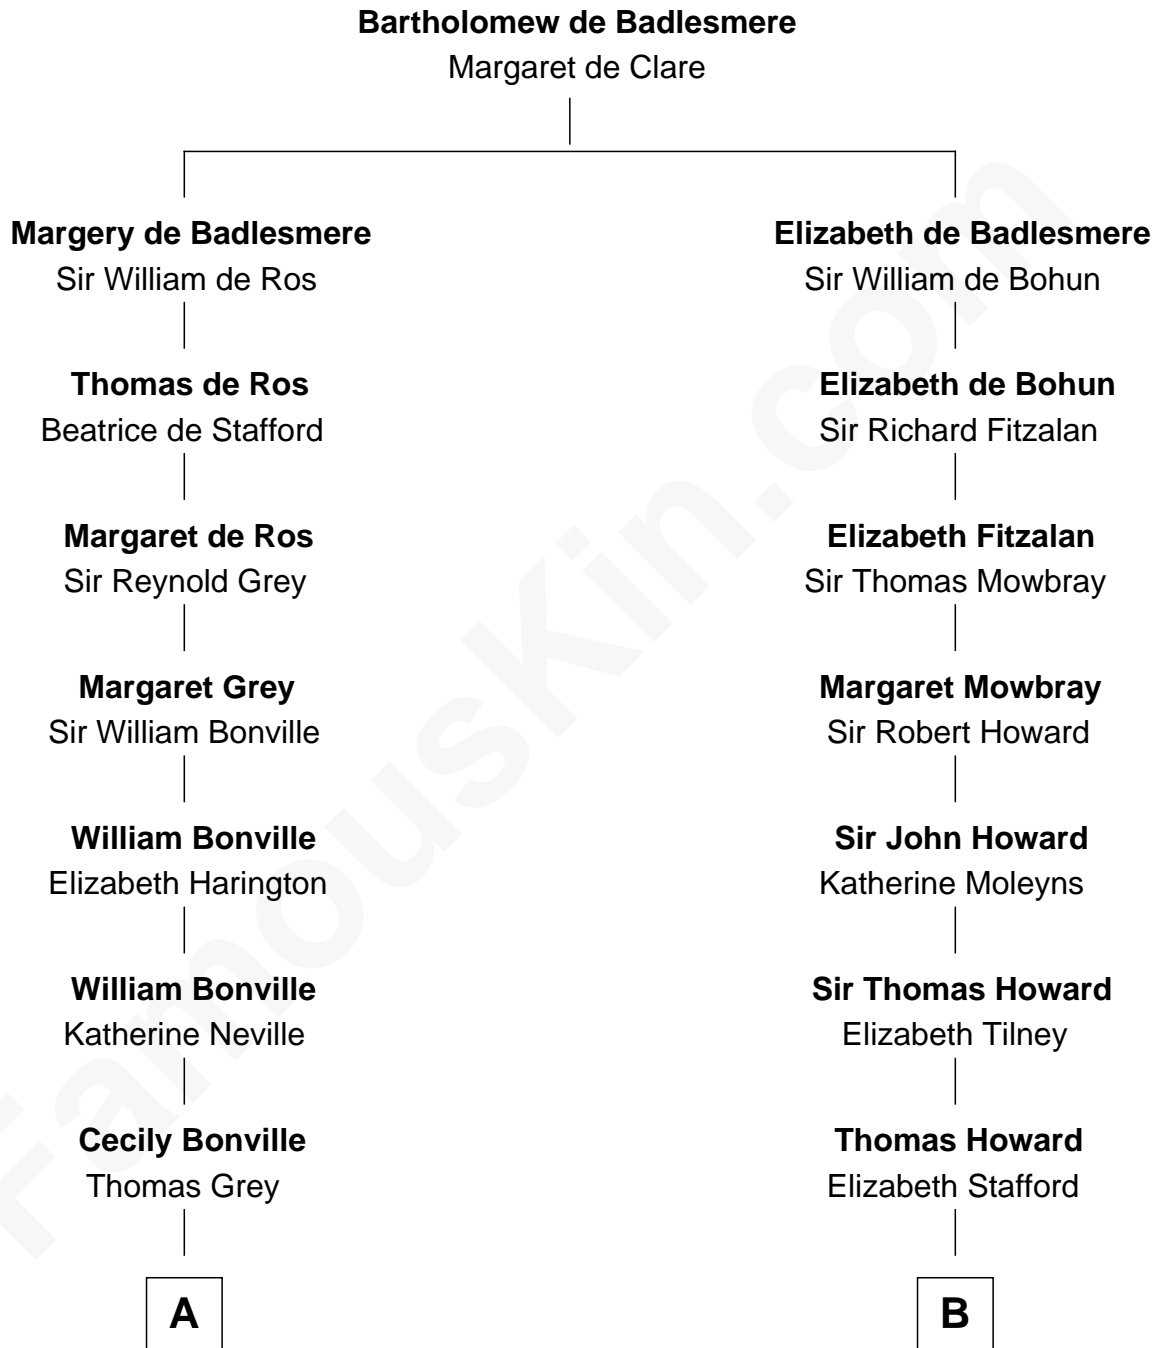 Bartholomew de Badlesmere
Margaret de Clare
Margery de Badlesmere
Sir William de Ros
Elizabeth de Badlesmere
Sir William de Bohun
Thomas de Ros
Beatrice de Stafford
Elizabeth de Bohun
Sir Richard Fitzalan
Margaret de Ros
Sir Reynold Grey
Elizabeth Fitzalan
Sir Thomas Mowbray
Margaret Grey
Sir William Bonville
Margaret Mowbray
Sir Robert Howard
William Bonville
Elizabeth Harington
Sir John Howard
Katherine Moleyns
William Bonville
Katherine Neville
Sir Thomas Howard
Elizabeth Tilney
Cecily Bonville
Thomas Grey
Thomas Howard
Elizabeth Stafford
A
B
FamousKin.com